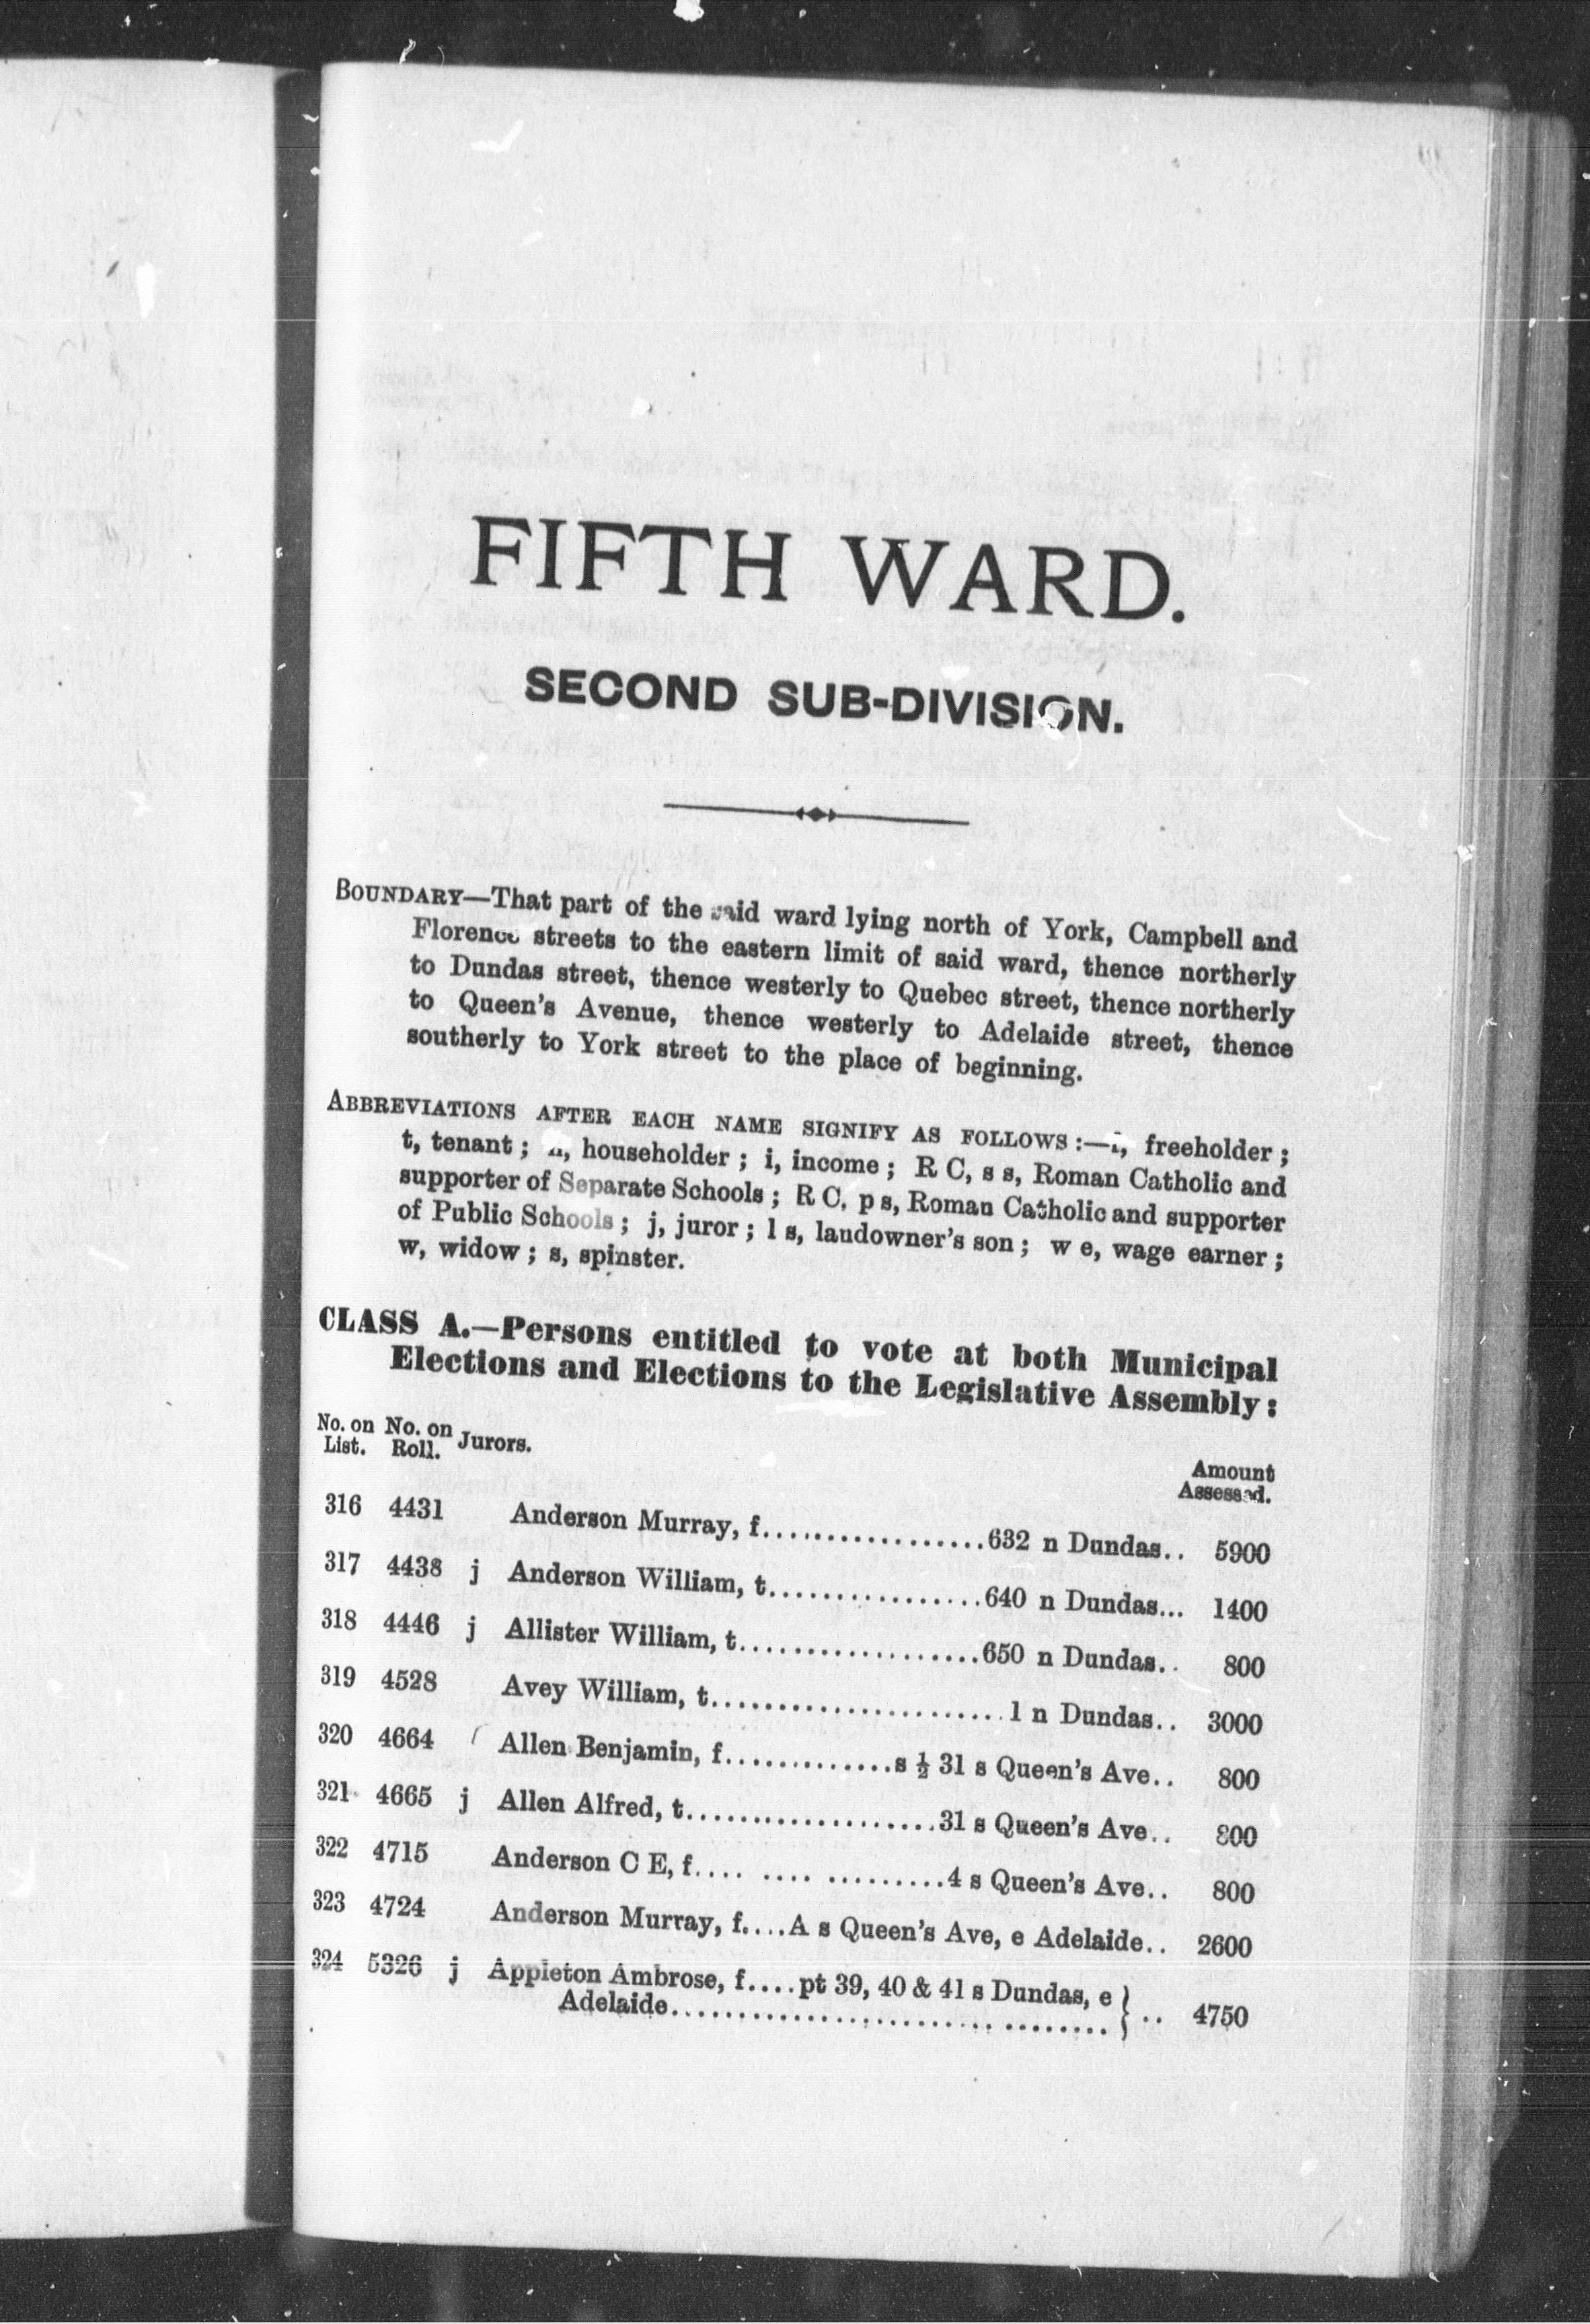 FIFTH WARD.
SECOND SUB-DIVISION.
BOUNDARY—That part of the said ward lying north of York, Campbell and
Florence streets to the eastern limit of said ward, thence northerly
to Dundas street, thence westerly to Quebec street, thence northerly
to Queen's Avenue, thence westerly to Adelaide street, thence
southerly to York street to the place of beginning.
ABBREVIATIONS AFTER EACH NAME SIGNIFY AS FOLLOWS:—f, freeholder;
t, tenant; h, householder; i, income; R C, s s, Roman Catholic and
supporter of Separate Schools; R C, p s, Roman Catholic and supporter
of Public Schools; j, juror; l s, landowner's son; w e, wage earner;
w, widow; s, spinster.
CLASS A.—Persons entitled to vote at both Municipal
Elections and Elections to the Legislative Assembly:
No. on No. on Jurors.
List. Roll.
Amount
Assessed.
316 4431 Anderson Murray, f..................632 n Dundas.. 5900
317 4438 j Anderson William, t..................640 n Dundas... 1400
318 4446 j Allister William, t....................650 n Dundas.. 800
319 4528 Avey William, t........................1 n Dundas.. 3000
320 4664 Allen Benjamin, f..............s ½ 31 s Queen's Ave.. 800
321 4665 j Allen Alfred, t.....................31 s Queen's Ave.. 800
322 4715 Anderson C E, f.... .... ..........4 s Queen's Ave.. 800
323 4724 Anderson Murray, f....A s Queen's Ave, e Adelaide.. 2600
324 5326 j Appleton Ambrose, f....pt 39, 40 & 41 s Dundas, e
Adelaide.................................... } .. 4750